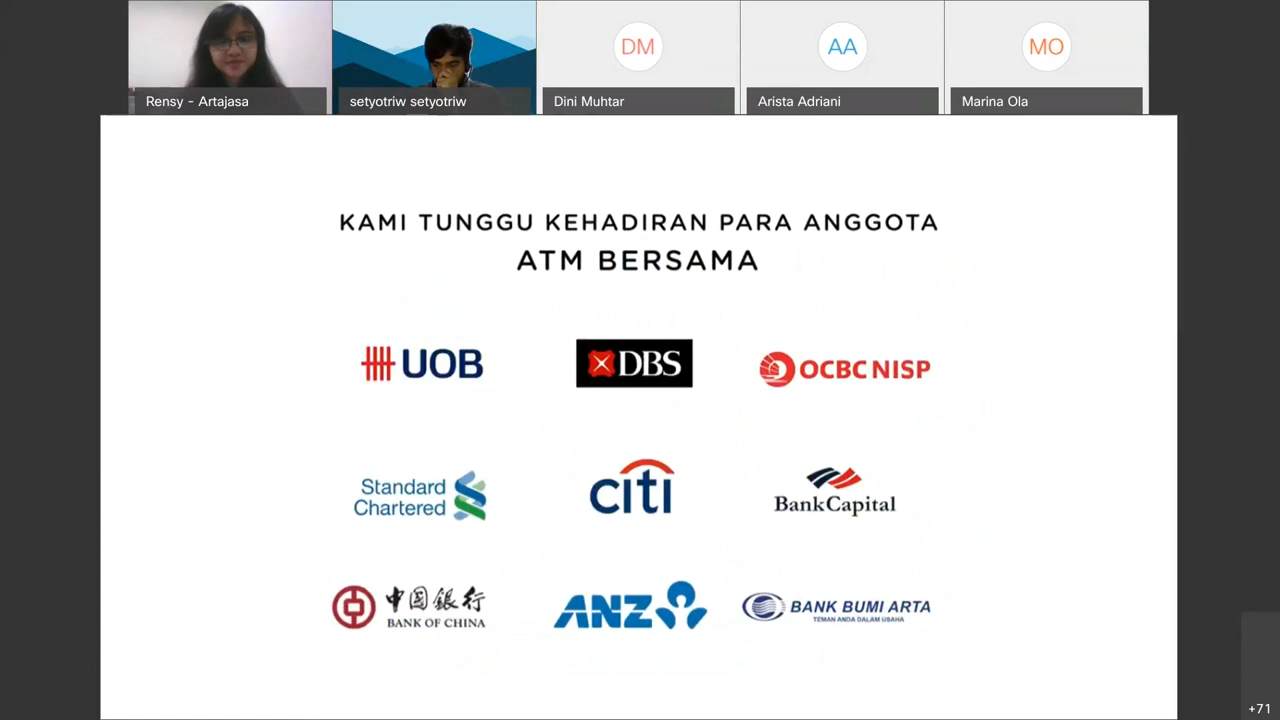 DM
AA
MO
Rensy - Artajasa
setyotriw setyotriw
Dini Muhtar
Arista Adriani
Marina Ola
KAMI TUNGGU KEHADIRAN PARA ANGGOTA
ATM BERSAMA
UOB
DBS
OCBC NISP
Standard
Chartered
citi
BankCapital
中國銀行
BANK OF CHINA
ANZ
BANK BUMI ARTA
TEMAN ANDA DALAM USAHA
+71